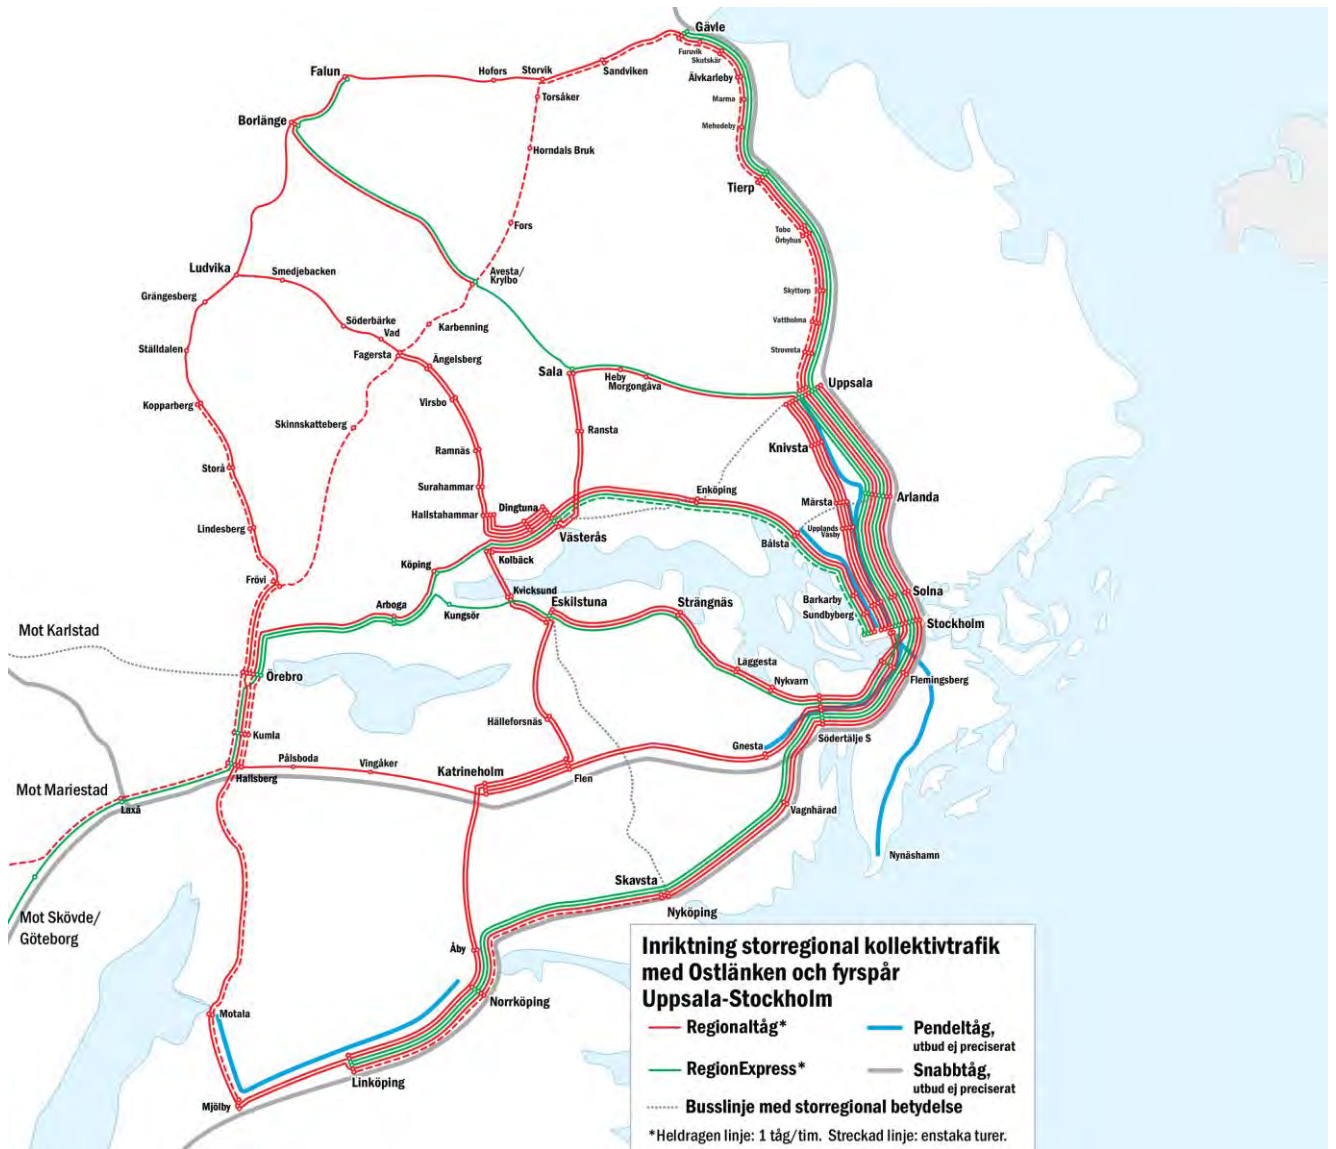 Gävle
Furuvik
Skutskär
Älvkarleby
Marma
Mehedeby
Falun
Hofors
Storvik
Sandviken
Torsåker
Borlänge
Horndals Bruk
Tierp
Tobo
Örbyhus
Fors
Ludvika
Smedjebacken
Avesta/
Krylbo
Skyttorp
Grängesberg
Söderbärke
Vad
Karbenning
Vattholma
Ställdalen
Fagersta
Ängelsberg
Storvreta
Sala
Heby
Morgongåva
Uppsala
Kopparberg
Virsbo
Skinnskatteberg
Ransta
Knivsta
Ramnäs
Storå
Surahammar
Enköping
Märsta
Arlanda
Lindesberg
Hallstahammar
Dingtuna
Upplands
Väsby
Västerås
Bålsta
Frövi
Köping
Kolbäck
Kvicksund
Eskilstuna
Strängnäs
Barkarby
Solna
Arboga
Kungsör
Sundbyberg
Stockholm
Mot Karlstad
Örebro
Läggesta
Nykvarn
Flemingsberg
Kumla
Hälleforsnäs
Gnesta
Södertälje S
Pålsboda
Vingåker
Hallsberg
Katrineholm
Flen
Mot Mariestad
Laxå
Vagnhärad
Nynäshamn
Skavsta
Nyköping
Mot Skövde/
Göteborg
Åby
Norrköping
Motala
Linköping
Mjölby
Inriktning storregional kollektivtrafik
med Ostlänken och fyrspår
Uppsala-Stockholm
Regionaltåg*
Pendeltåg,
utbud ej preciserat
RegionExpress*
Snabbtåg,
utbud ej preciserat
Busslinje med storregional betydelse
*Heldragen linje: 1 tåg/tim. Streckad linje: enstaka turer.